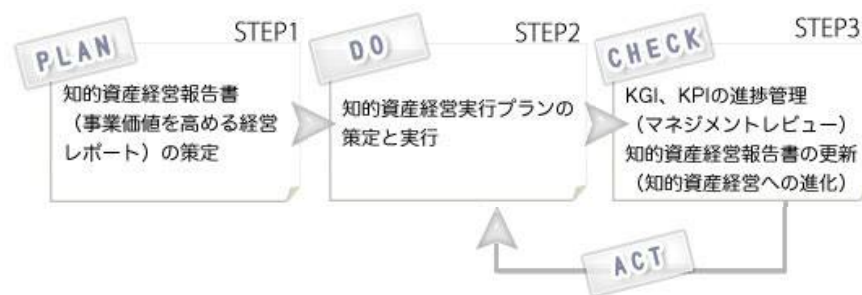 PLAN
STEP1
知的資産経営報告書
（事業価値を高める経営
レポート）の策定
DO
STEP2
知的資産経営実行プランの
策定と実行
CHECK
STEP3
KGI、KPIの進捗管理
（マネジメントレビュー）
知的資産経営報告書の更新
（知的資産経営への進化）
ACT